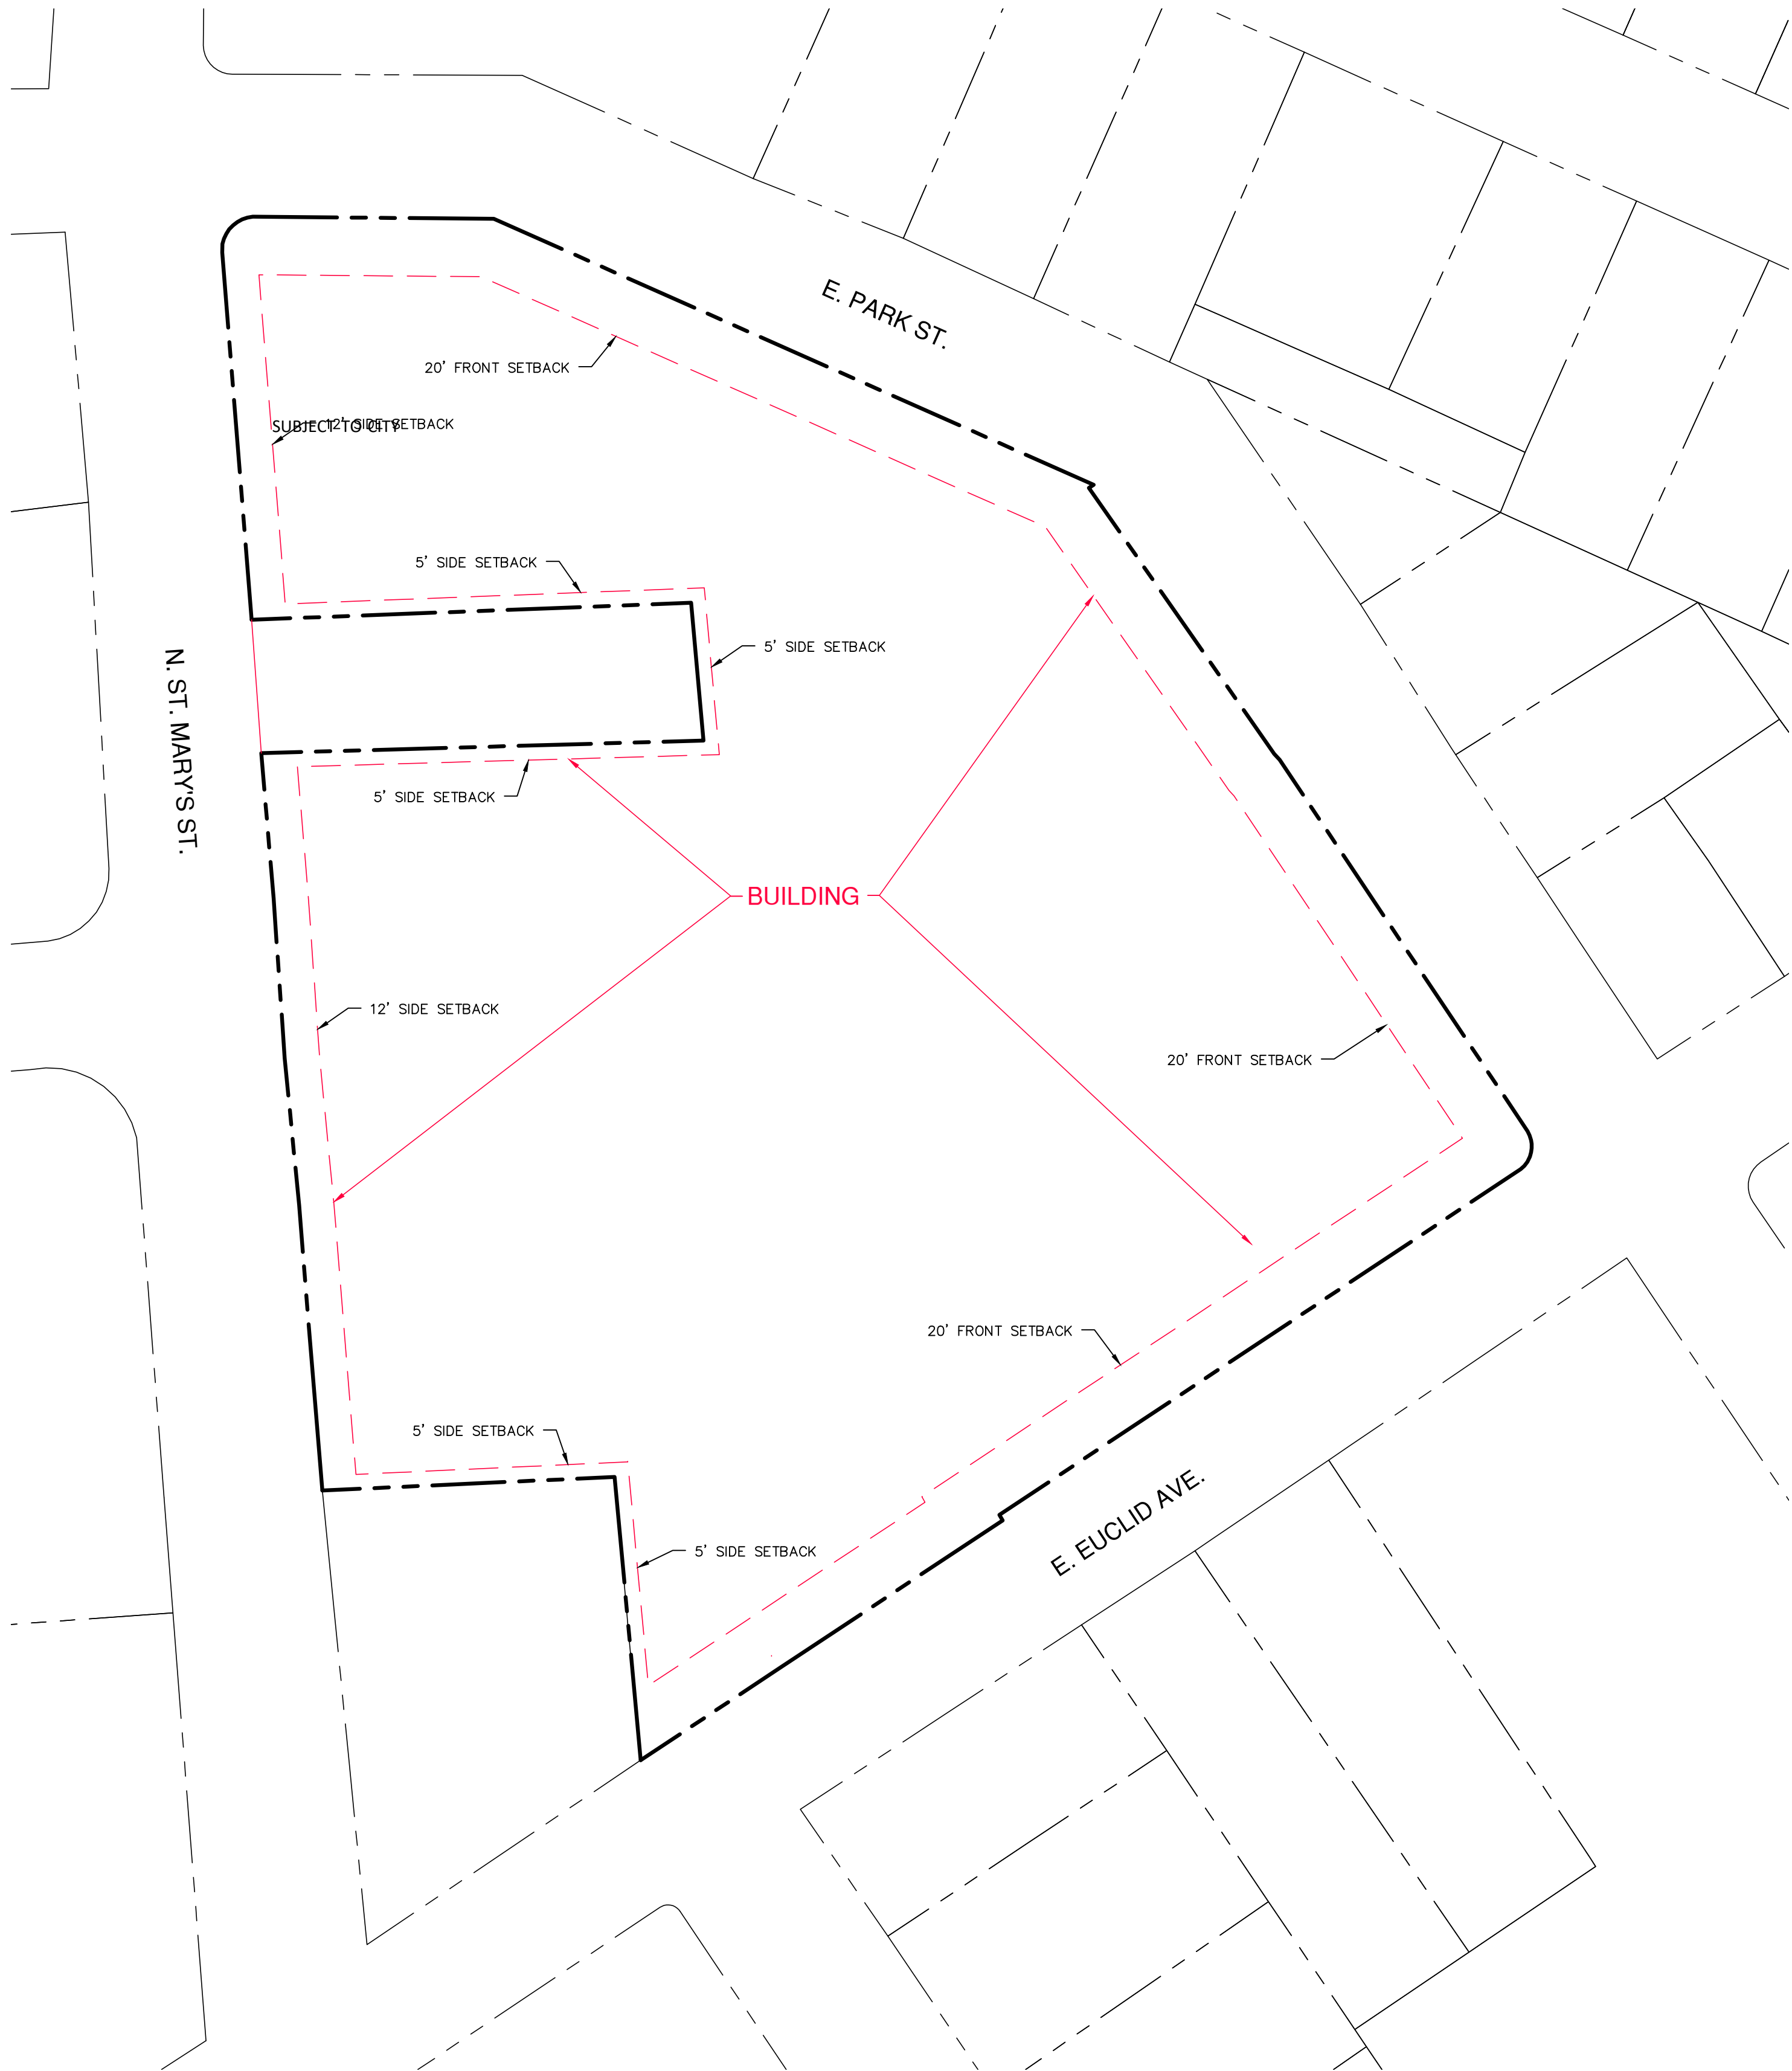 E. PARK ST.
20' FRONT SETBACK
12' SIDE SETBACK
SUBJECT TO CITY
5' SIDE SETBACK
5' SIDE SETBACK
N. ST. MARY'S ST.
5' SIDE SETBACK
BUILDING
12' SIDE SETBACK
20' FRONT SETBACK
20' FRONT SETBACK
5' SIDE SETBACK
E. EUCLID AVE.
5' SIDE SETBACK